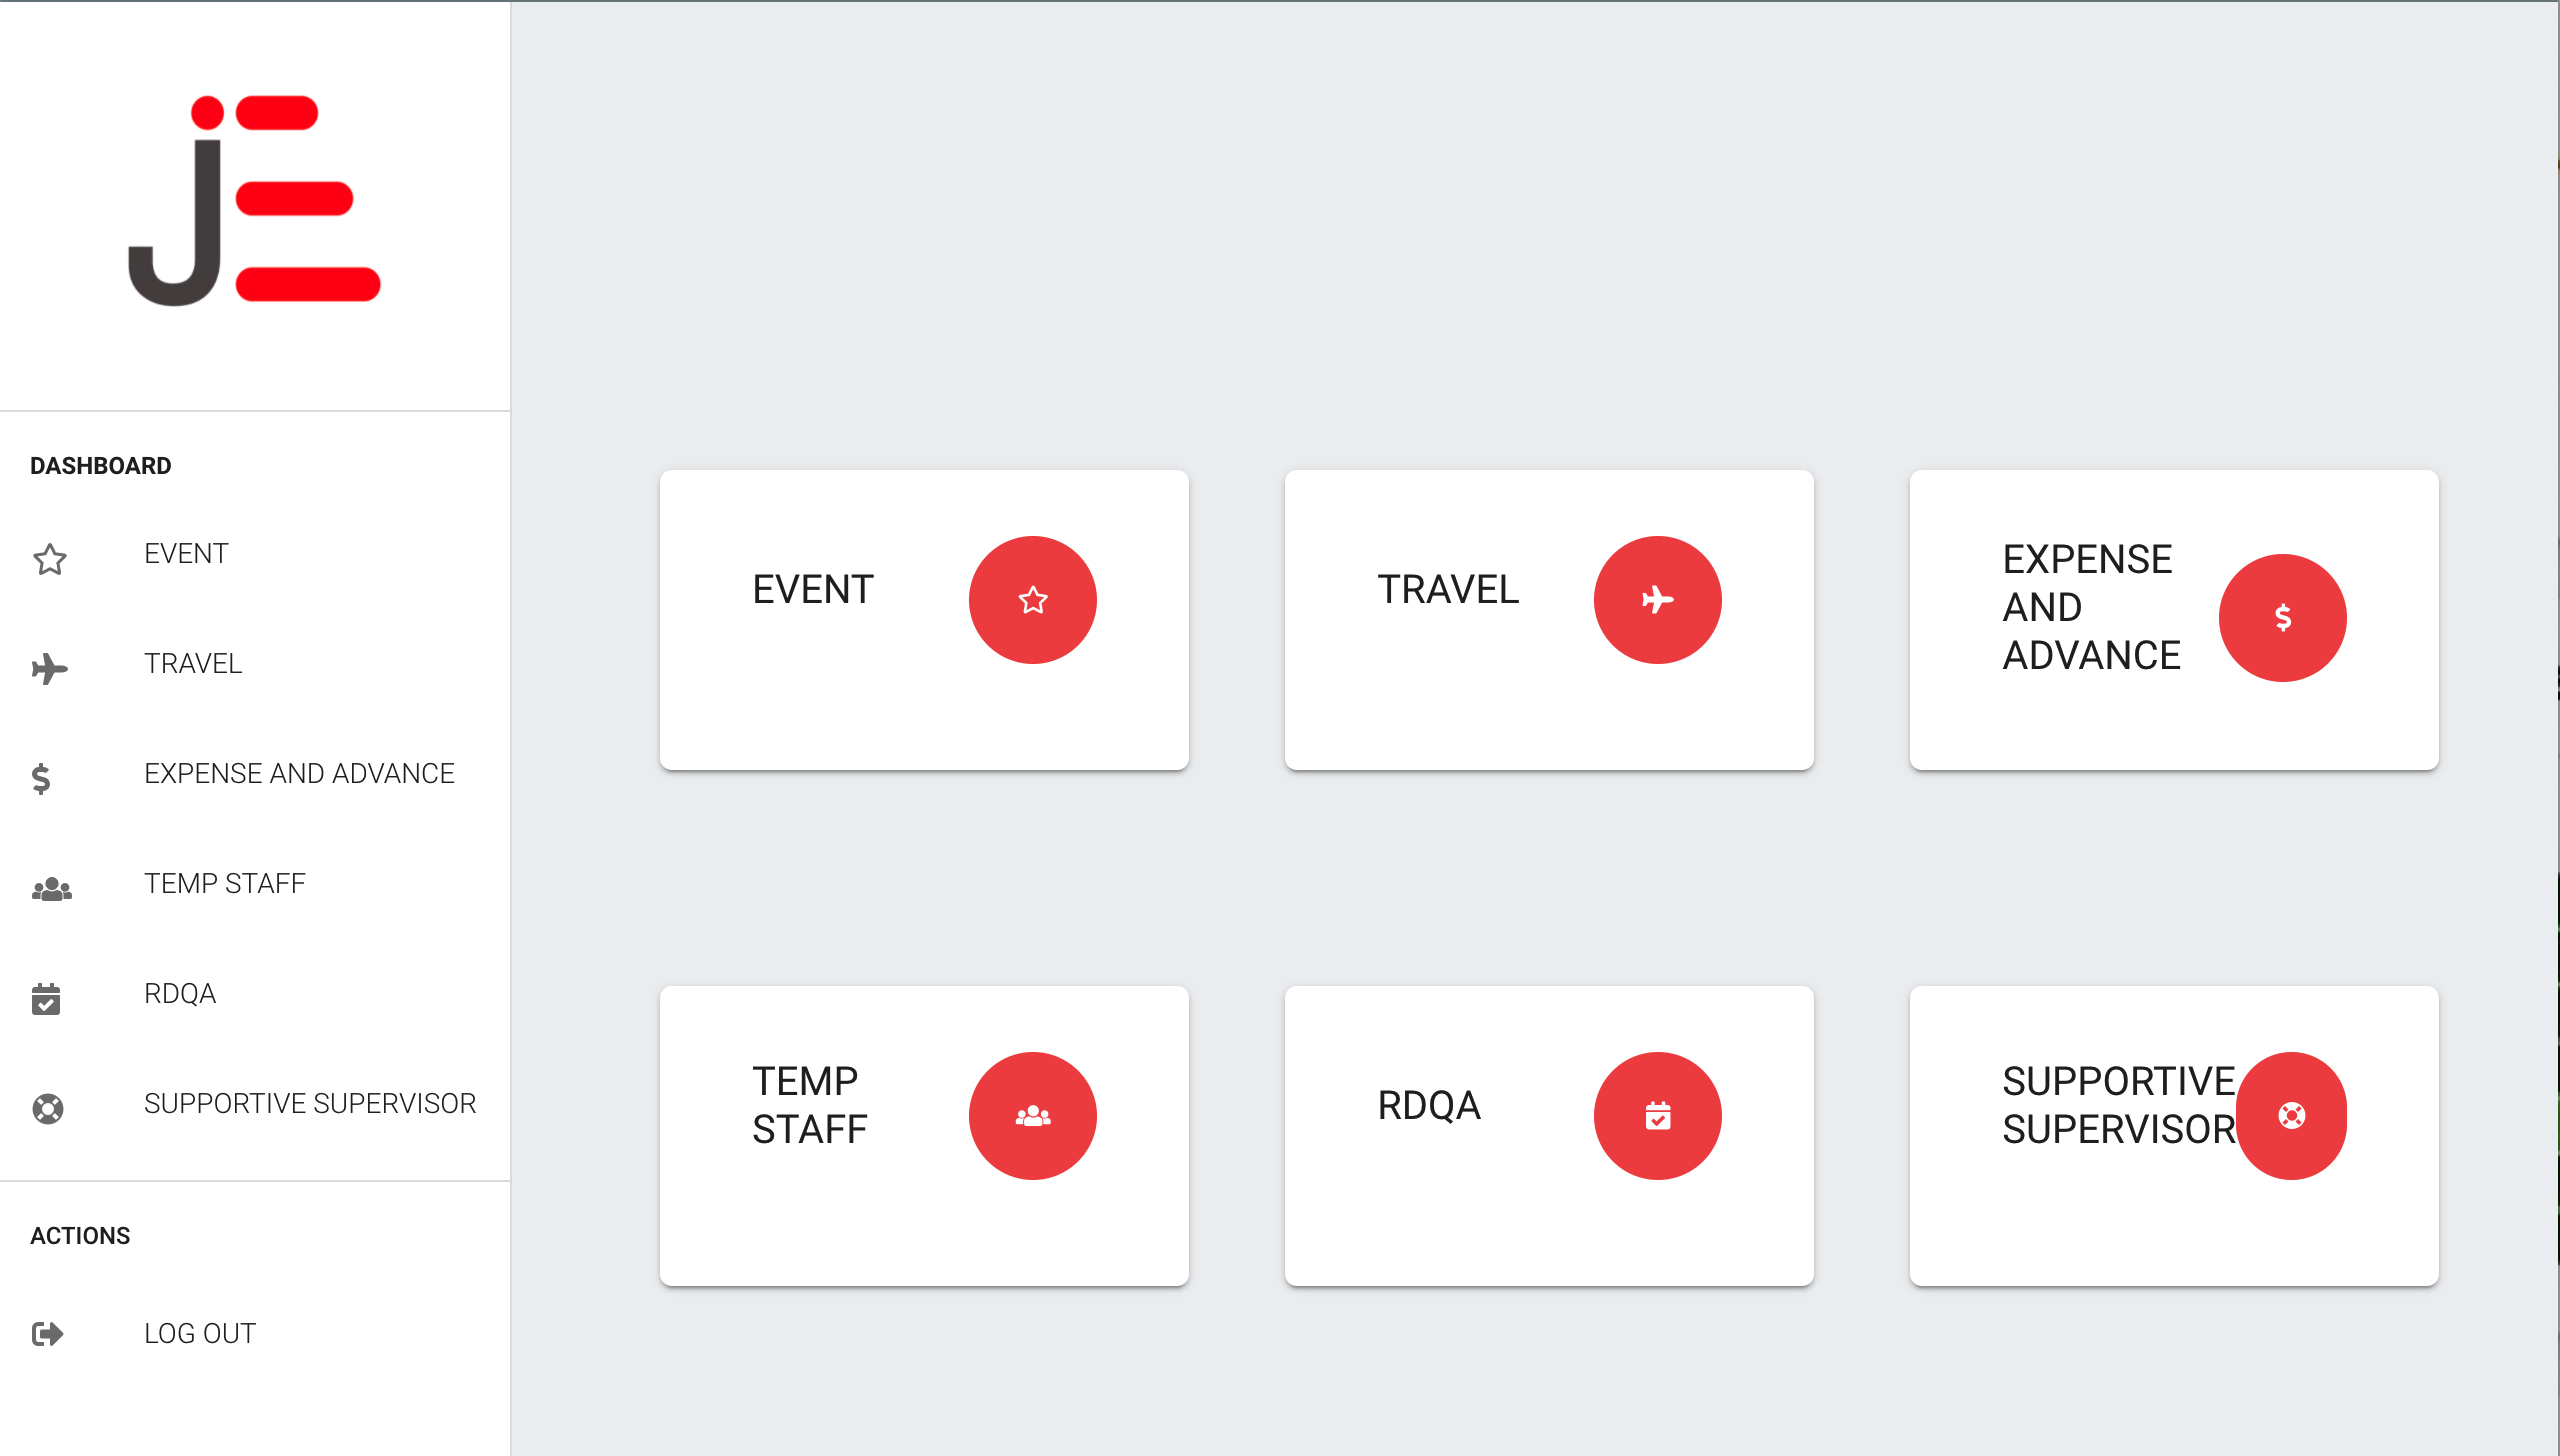 jE
DASHBOARD
EVENT
TRAVEL
EXPENSE AND ADVANCE
TEMP STAFF
RDQA
SUPPORTIVE SUPERVISOR
ACTIONS
LOG OUT
EVENT
TRAVEL
EXPENSE
AND
ADVANCE
TEMP
STAFF
RDQA
SUPPORTIVE
SUPERVISOR